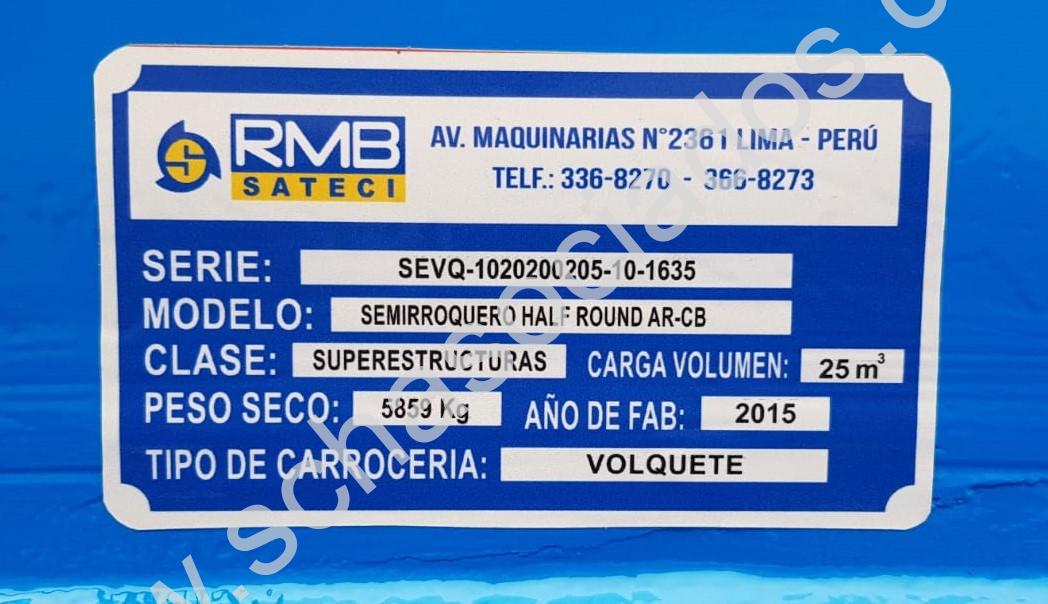 RMB
SATECI
AV. MAQUINARIAS N°2361 LIMA - PERÚ
TELF.: 336-8270 - 366-8273
SERIE: SEVQ-1020200205-10-1635
MODELO: SEMIRROQUERO HALF ROUND AR-CB
CLASE: SUPERESTRUCTURAS CARGA VOLUMEN: 25 m³
PESO SECO: 5859 Kg AÑO DE FAB: 2015
TIPO DE CARROCERIA: VOLQUETE
.schasociados.c